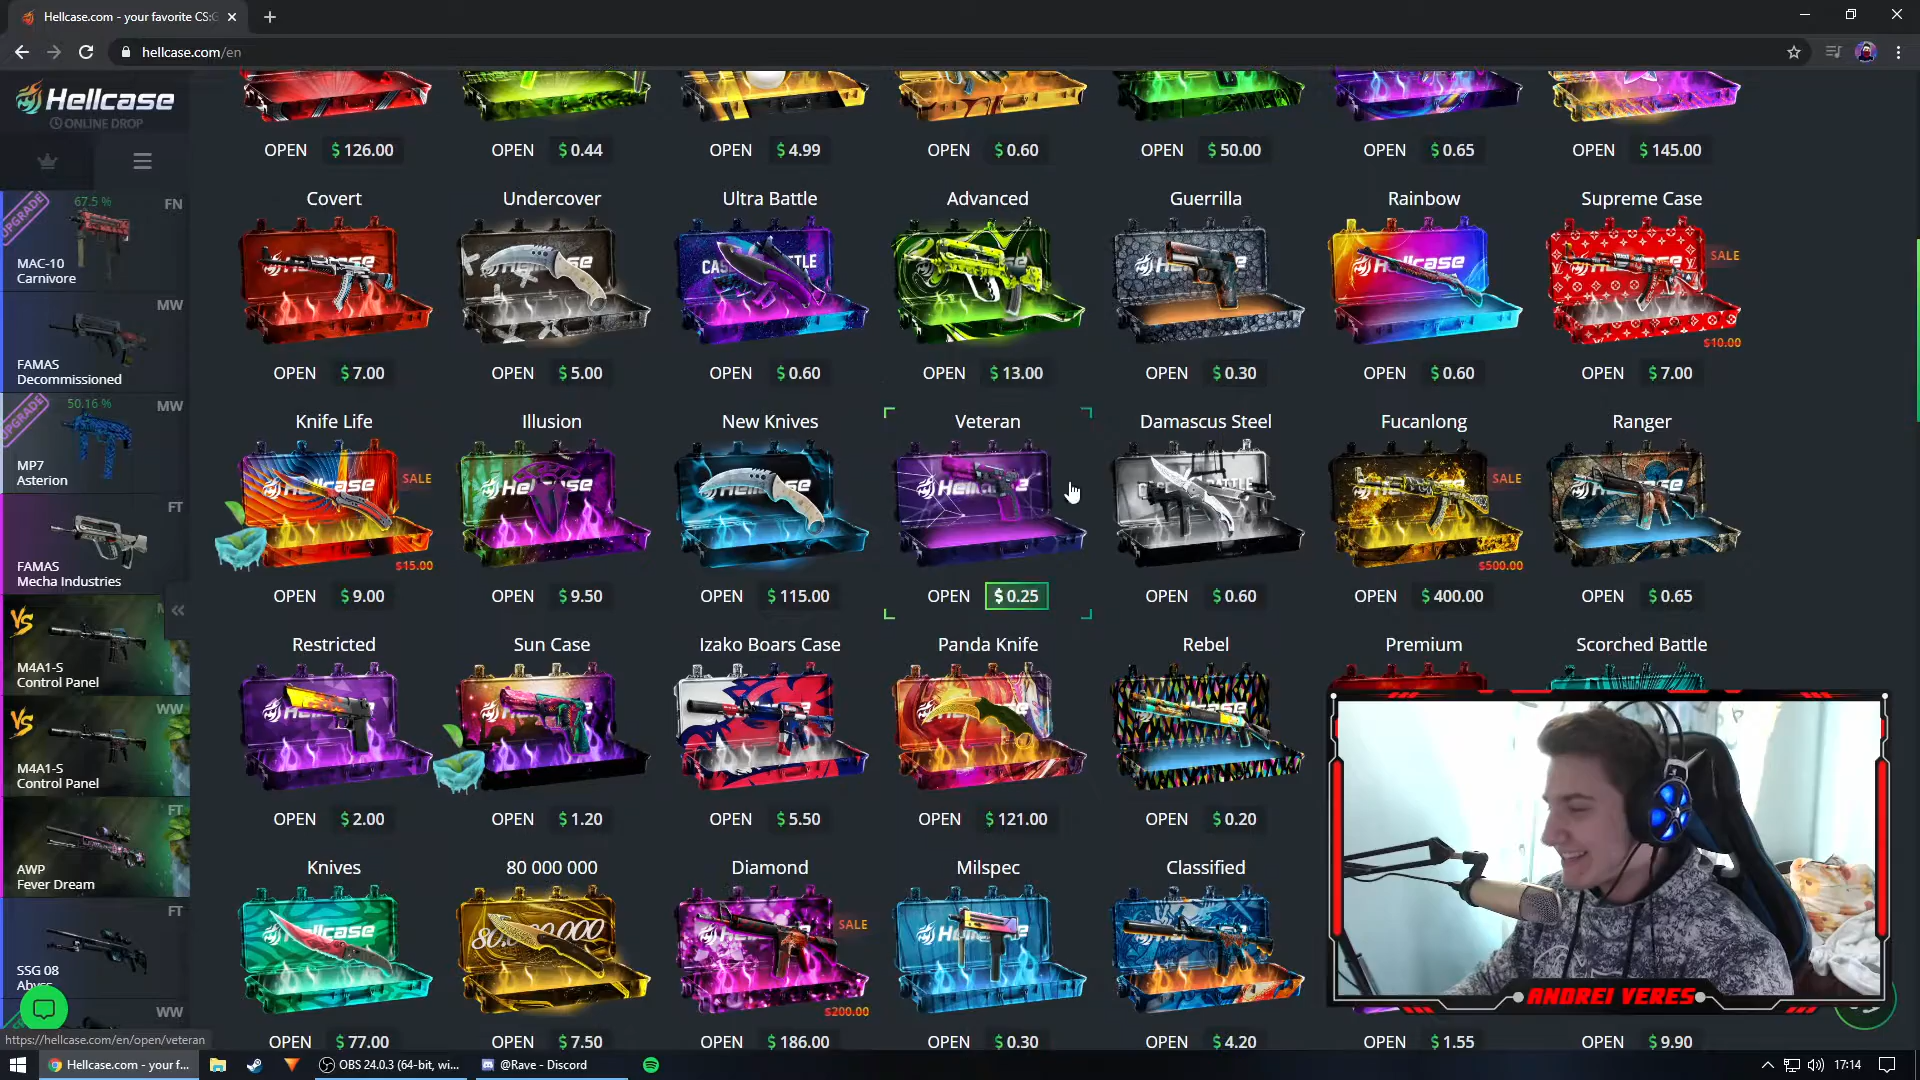 Hellcase.com - your favorite CS:G
hellcase.com/en
Hellcase
ONLINE DROP
OPEN $ 126.00
OPEN $ 0.44
OPEN $ 4.99
OPEN $ 0.60
OPEN $ 50.00
OPEN $ 0.65
OPEN $ 145.00
UPGRADE
67.5 %
FN
MAC-10
Carnivore
MW
FAMAS
Decommissioned
UPGRADE
50.16 %
MW
MP7
Asterion
FT
FAMAS
Mecha Industries
VS
M4A1-S
Control Panel
VS
WW
M4A1-S
Control Panel
FT
AWP
Fever Dream
FT
SSG 08
Abyss
WW
Covert
Undercover
Ultra Battle
Advanced
Guerrilla
Rainbow
Supreme Case
SALE
$10.00
OPEN $ 7.00
OPEN $ 5.00
OPEN $ 0.60
OPEN $ 13.00
OPEN $ 0.30
OPEN $ 0.60
OPEN $ 7.00
Knife Life
Illusion
New Knives
Veteran
Damascus Steel
Fucanlong
Ranger
SALE
$15.00
SALE
$500.00
OPEN $ 9.00
OPEN $ 9.50
OPEN $ 115.00
OPEN $ 0.25
OPEN $ 0.60
OPEN $ 400.00
OPEN $ 0.65
Restricted
Sun Case
Izako Boars Case
Panda Knife
Rebel
Premium
Scorched Battle
OPEN $ 2.00
OPEN $ 1.20
OPEN $ 5.50
OPEN $ 121.00
OPEN $ 0.20
Knives
80 000 000
Diamond
Milspec
Classified
SALE
$200.00
OPEN $ 77.00
OPEN $ 7.50
OPEN $ 186.00
OPEN $ 0.30
OPEN $ 4.20
OPEN $ 1.55
OPEN $ 9.90
ANDREI VERES
https://hellcase.com/en/open/veteran
Hellcase.com - your f...
OBS 24.0.3 (64-bit, wi...
@Rave - Discord
17:14